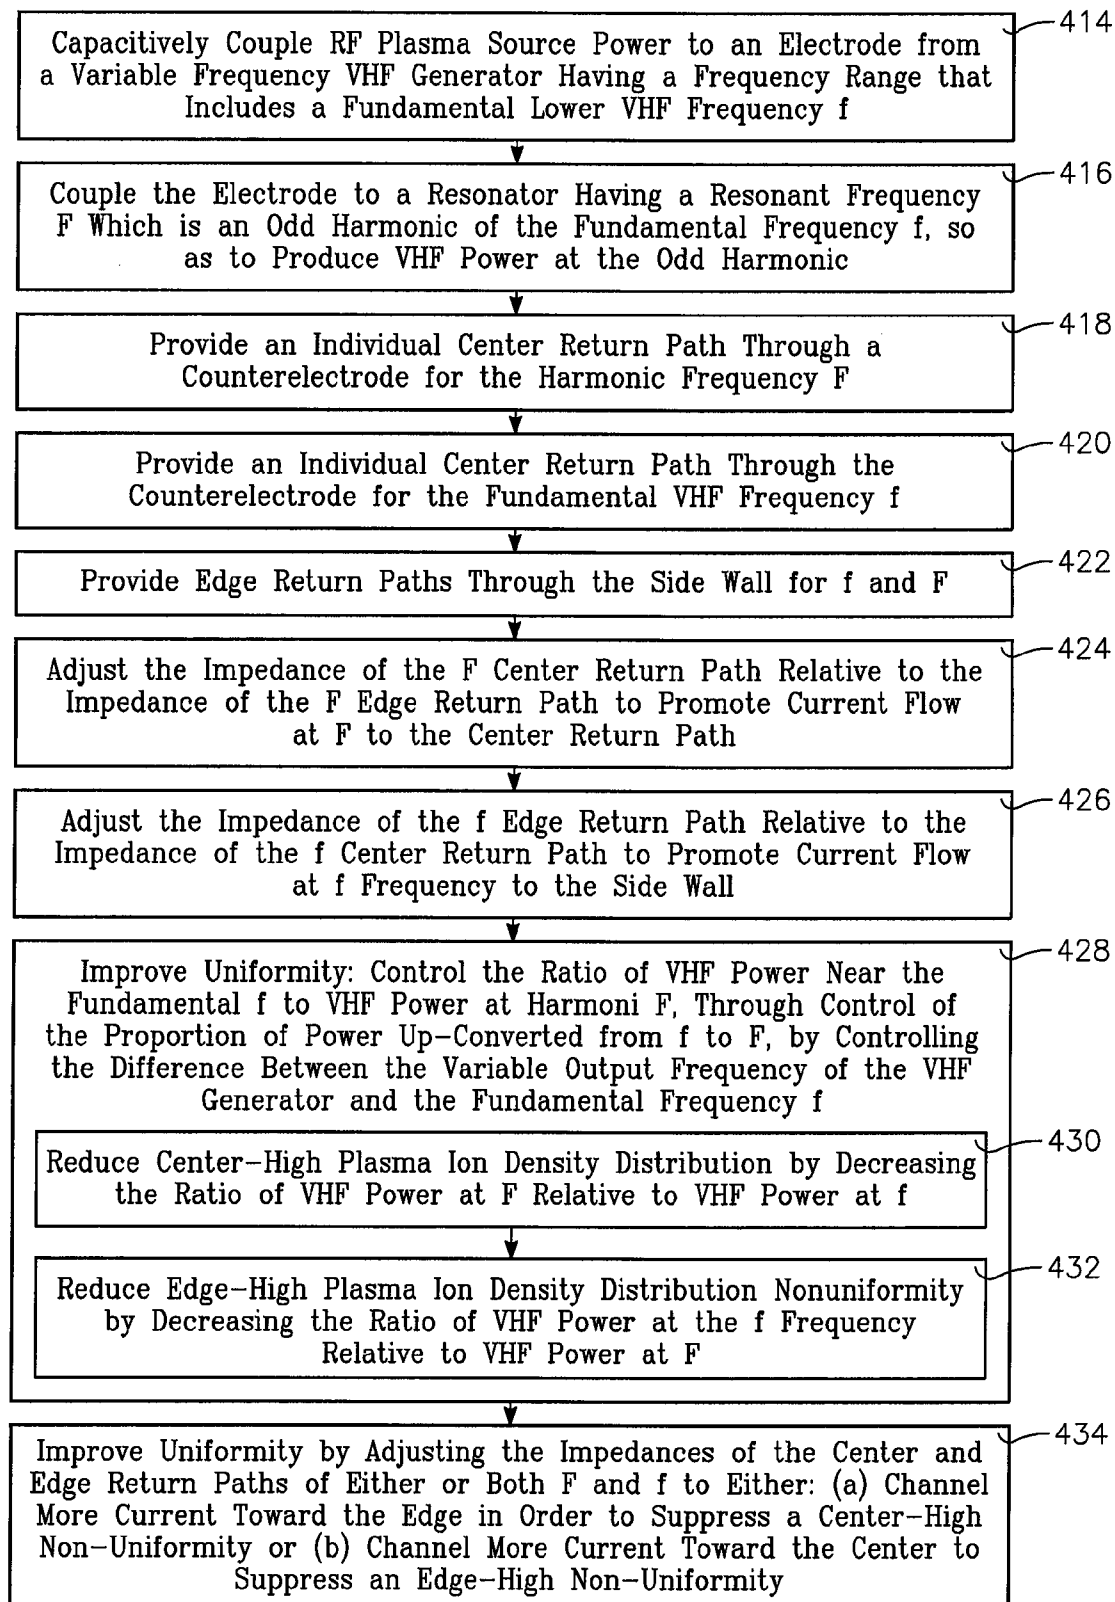 Capacitively Couple RF Plasma Source Power to an Electrode from
a Variable Frequency VHF Generator Having a Frequency Range that
Includes a Fundamental Lower VHF Frequency f
414
Couple the Electrode to a Resonator Having a Resonant Frequency
F Which is an Odd Harmonic of the Fundamental Frequency f, so
as to Produce VHF Power at the Odd Harmonic
416
Provide an Individual Center Return Path Through a
Counterelectrode for the Harmonic Frequency F
418
Provide an Individual Center Return Path Through the
Counterelectrode for the Fundamental VHF Frequency f
420
Provide Edge Return Paths Through the Side Wall for f and F
422
Adjust the Impedance of the F Center Return Path Relative to the
Impedance of the F Edge Return Path to Promote Current Flow
at F to the Center Return Path
424
Adjust the Impedance of the f Edge Return Path Relative to the
Impedance of the f Center Return Path to Promote Current Flow
at f Frequency to the Side Wall
426
Improve Uniformity: Control the Ratio of VHF Power Near the
Fundamental f to VHF Power at Harmoni F, Through Control of
the Proportion of Power Up-Converted from f to F, by Controlling
the Difference Between the Variable Output Frequency of the VHF
Generator and the Fundamental Frequency f
428
Reduce Center-High Plasma Ion Density Distribution by Decreasing
the Ratio of VHF Power at F Relative to VHF Power at f
430
Reduce Edge-High Plasma Ion Density Distribution Nonuniformity
by Decreasing the Ratio of VHF Power at the f Frequency
Relative to VHF Power at F
432
Improve Uniformity by Adjusting the Impedances of the Center and
Edge Return Paths of Either or Both F and f to Either: (a) Channel
More Current Toward the Edge in Order to Suppress a Center-High
Non-Uniformity or (b) Channel More Current Toward the Center to
Suppress an Edge-High Non-Uniformity
434